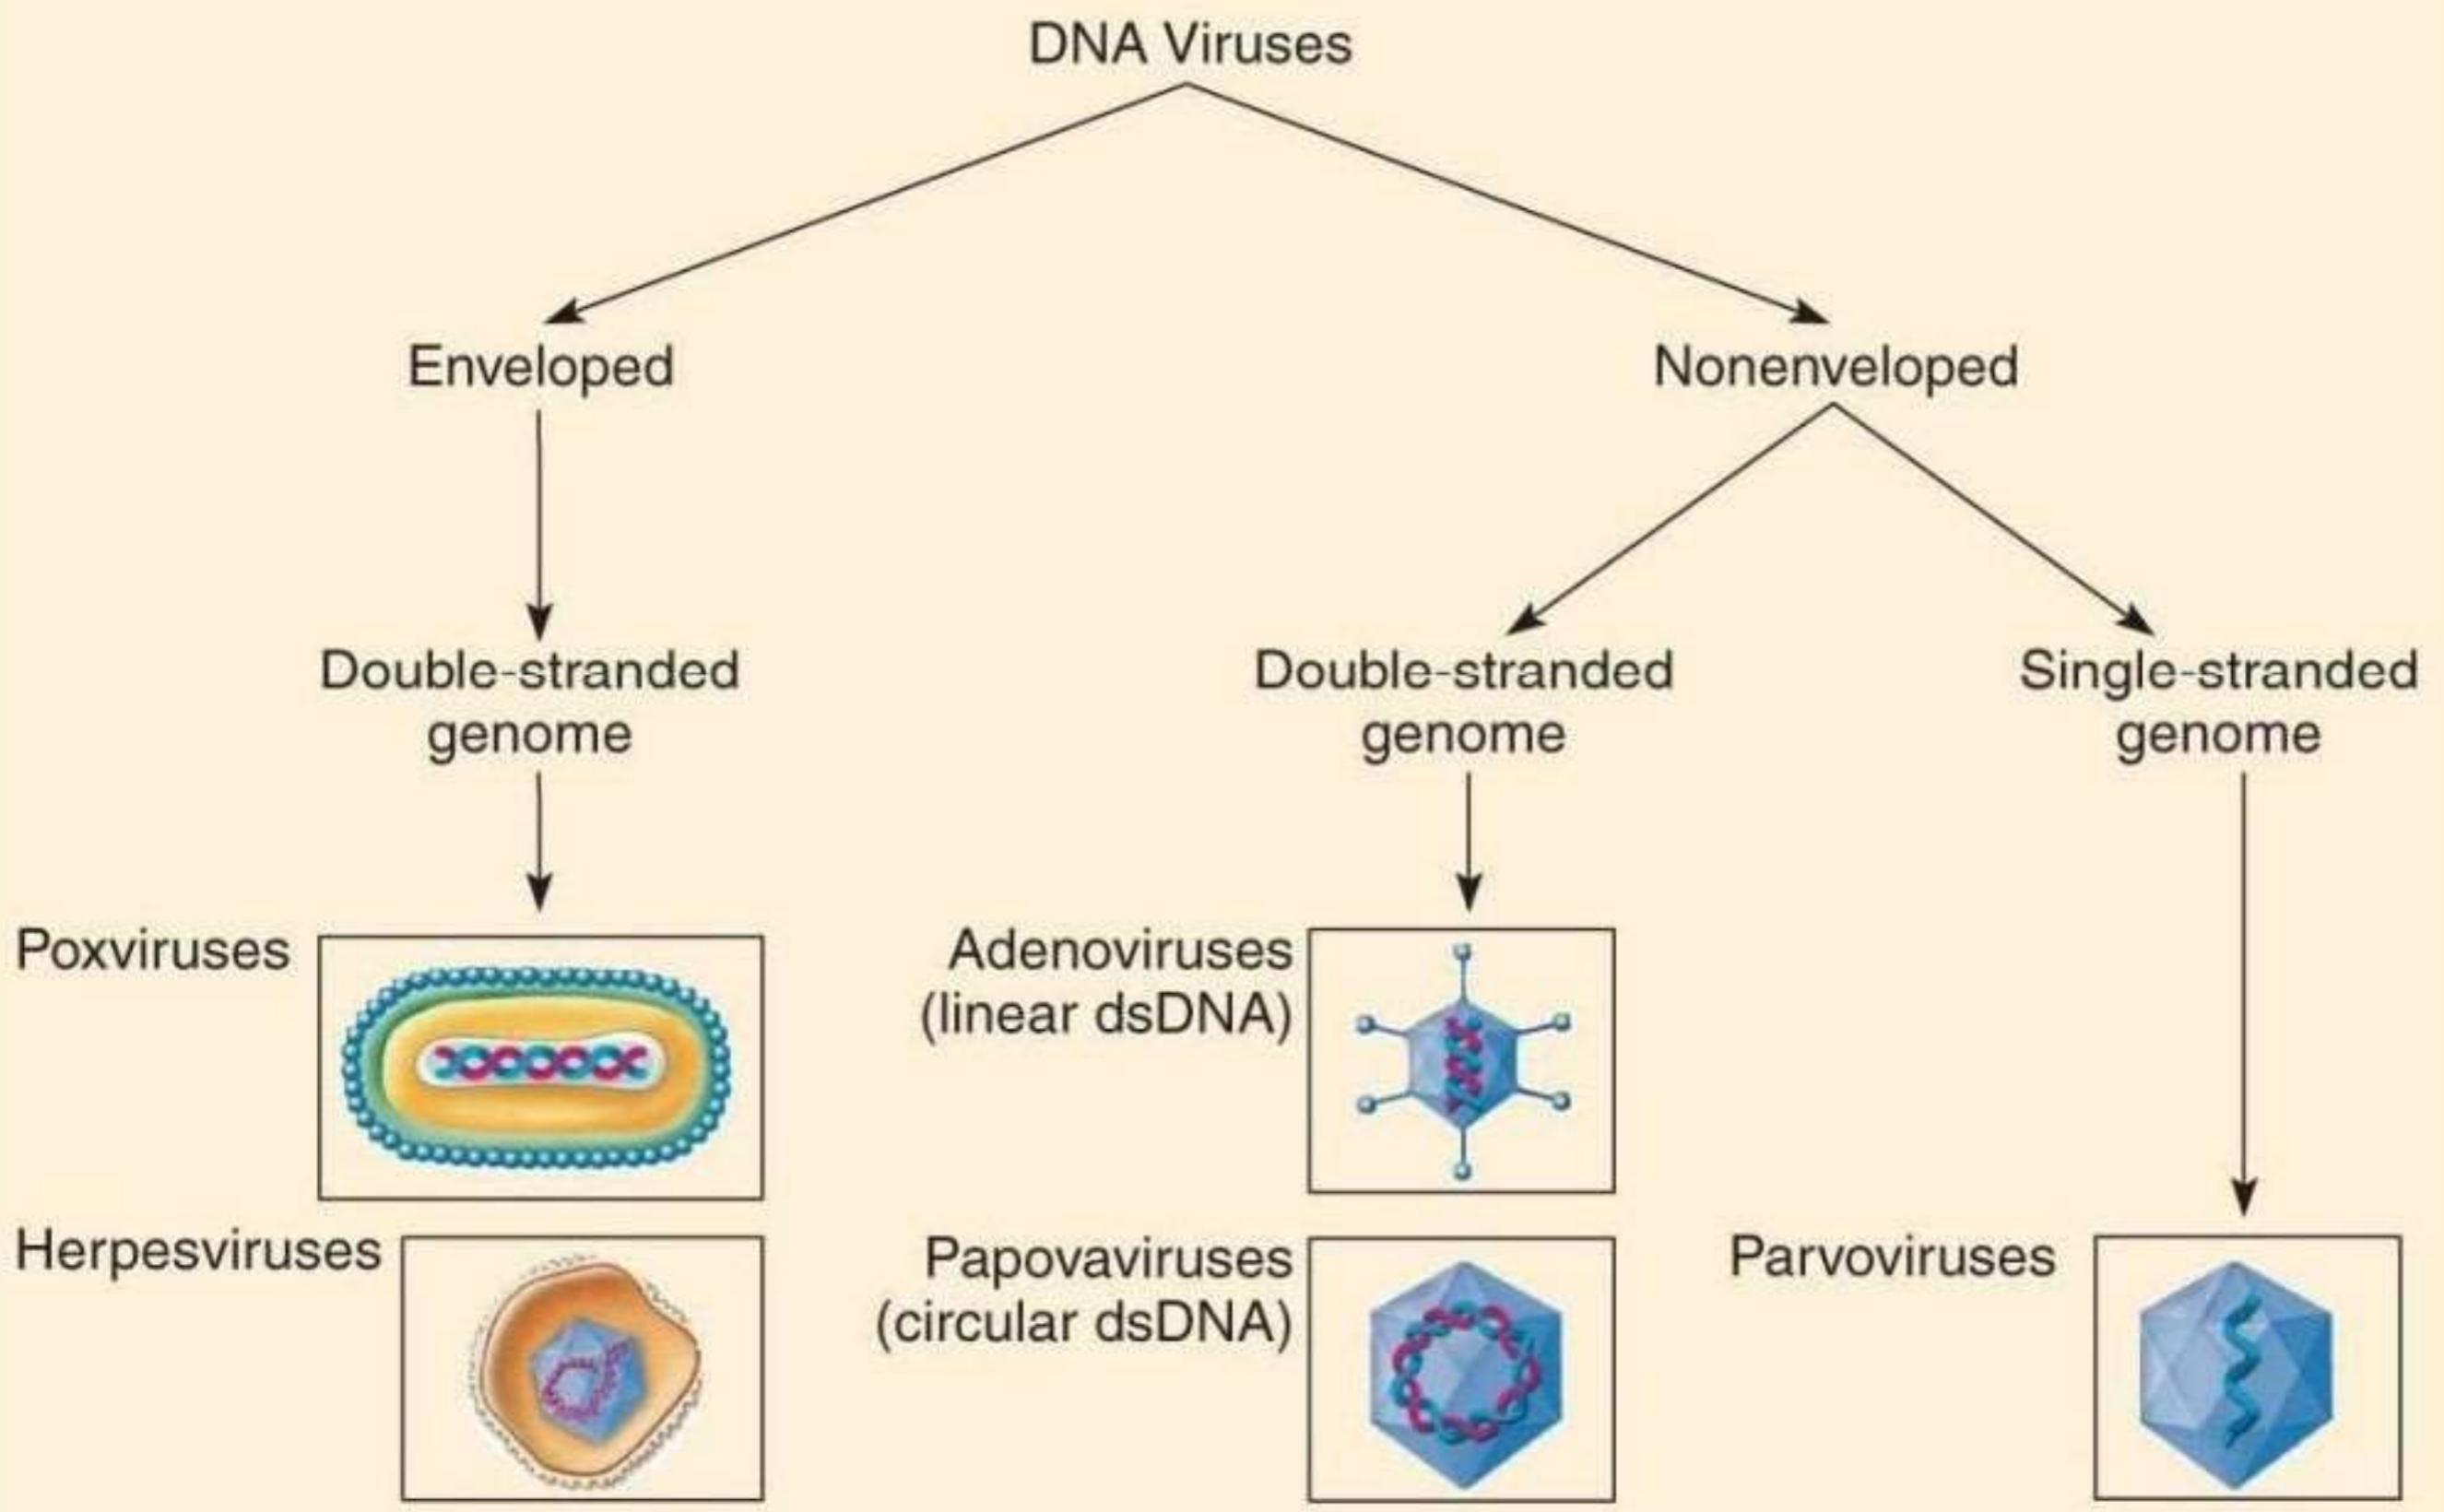 DNA Viruses
Enveloped
Nonenveloped
Double-stranded
genome
Double-stranded
genome
Single-stranded
genome
Poxviruses
Adenoviruses
(linear dsDNA)
Herpesviruses
Papovaviruses
(circular dsDNA)
Parvoviruses